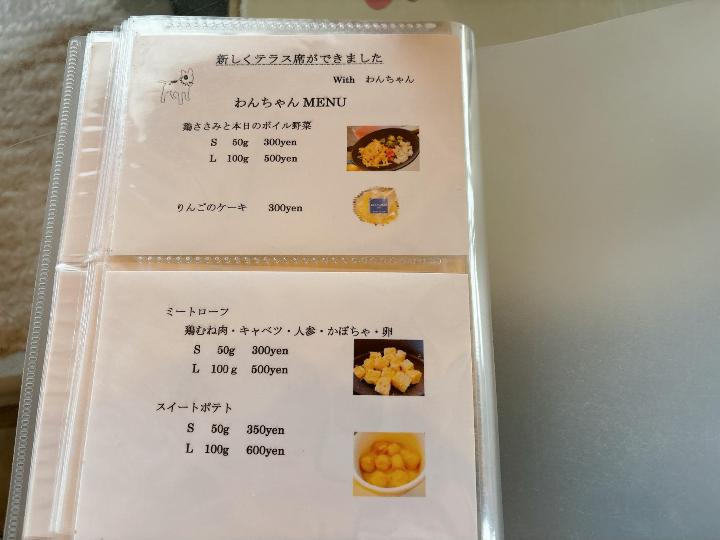 新しくテラス席ができました
With わんちゃん
わんちゃん MENU
鶏ささみと本日のボイル野菜
S 50g 300yen
L 100g 500yen
りんごのケーキ 300yen
ミートローフ
鶏むね肉・キャベツ・人参・かぼちゃ・卵
S 50g 300yen
L 100g 500yen
スイートポテト
S 50g 350yen
L 100g 600yen